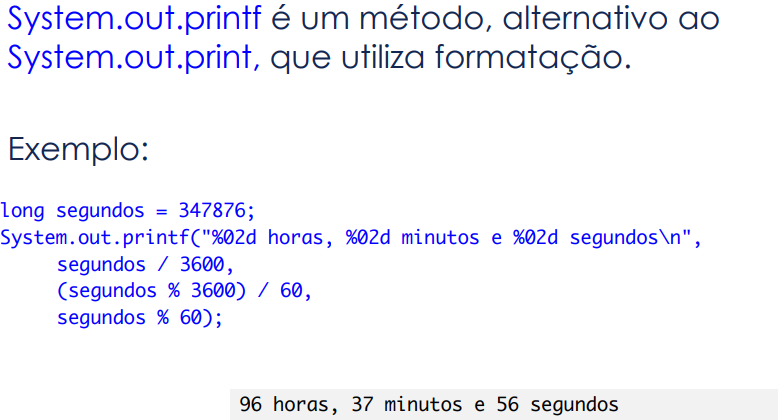 System.out.printf é um método, alternativo ao
System.out.print, que utiliza formatação.
Exemplo:
long segundos = 347876;
System.out.printf("%02d horas, %02d minutos e %02d segundos\n",
segundos / 3600,
(segundos % 3600) / 60,
segundos % 60);
96 horas, 37 minutos e 56 segundos